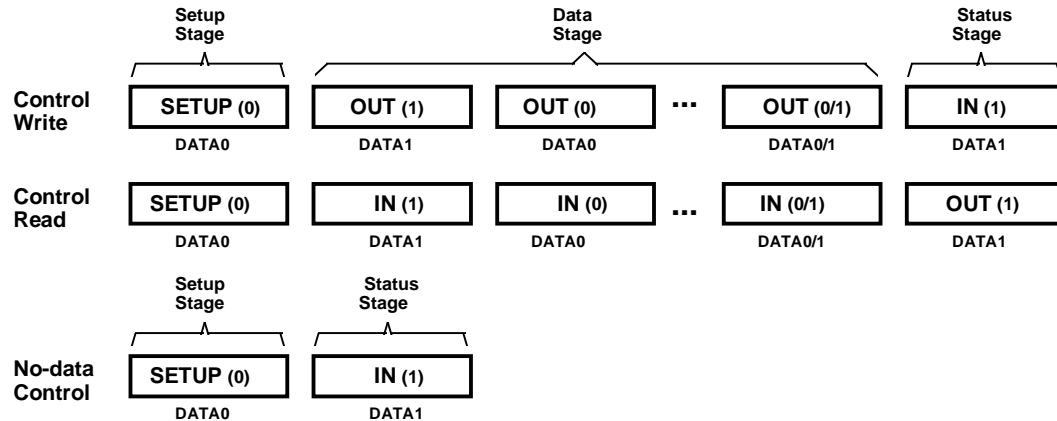 Setup Stage
Data Stage
Status Stage
Control Write
SETUP (0)
OUT (1)
OUT (0)
...
OUT (0/1)
IN (1)
DATA0
DATA1
DATA0
DATA0/1
DATA1
Control Read
SETUP (0)
IN (1)
IN (0)
...
IN (0/1)
OUT (1)
DATA0
DATA1
DATA0
DATA0/1
DATA1
Setup Stage
Status Stage
No-data Control
SETUP (0)
IN (1)
DATA0
DATA1